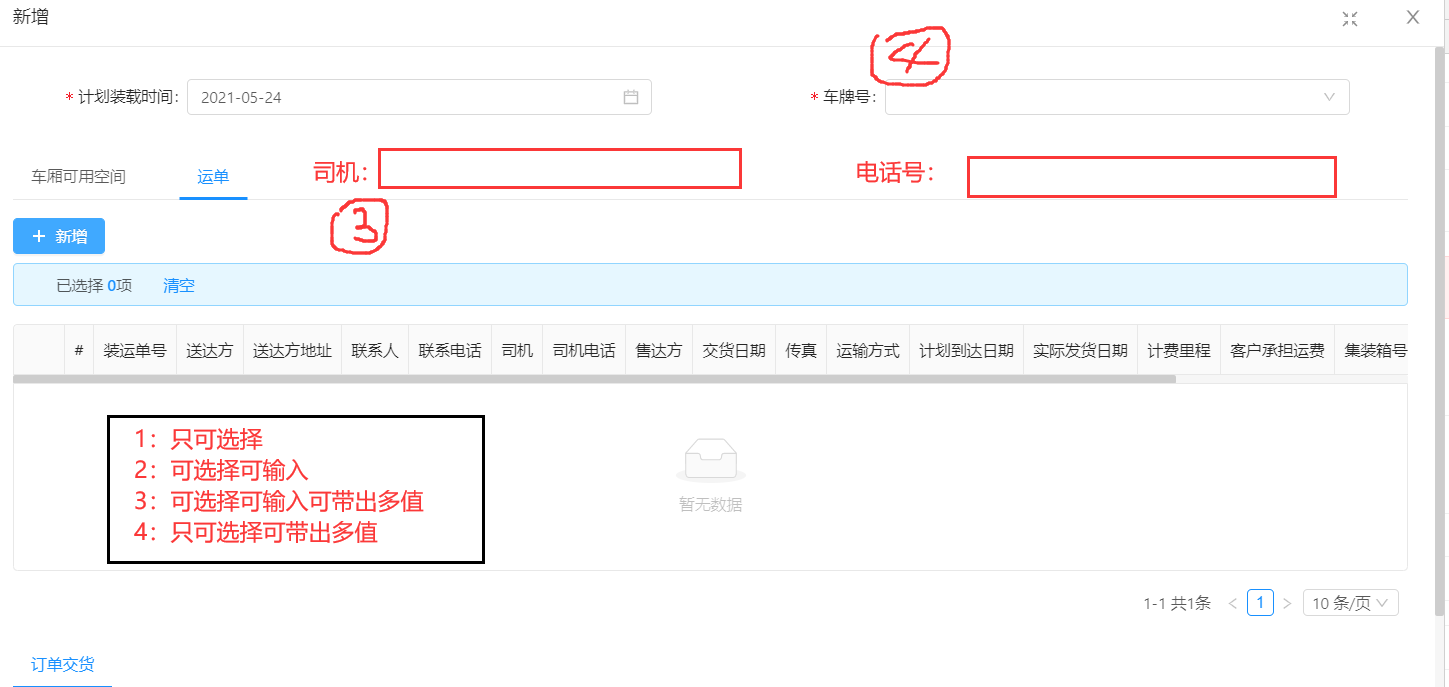 新增
④
* 计划装载时间: 2021-05-24 * 车牌号:
车厢可用空间 运单 司机: 电话号:
③
+ 新增
已选择 0项 清空
# 装运单号 送达方 送达方地址 联系人 联系电话 司机 司机电话 售达方 交货日期 传真 运输方式 计划到达日期 实际发货日期 计费里程 客户承担运费 集装箱号
1：只可选择
2：可选择可输入
3：可选择可输入可带出多值
4：只可选择可带出多值
暂无数据
1-1 共1条 < 1 > 10 条/页
订单交货